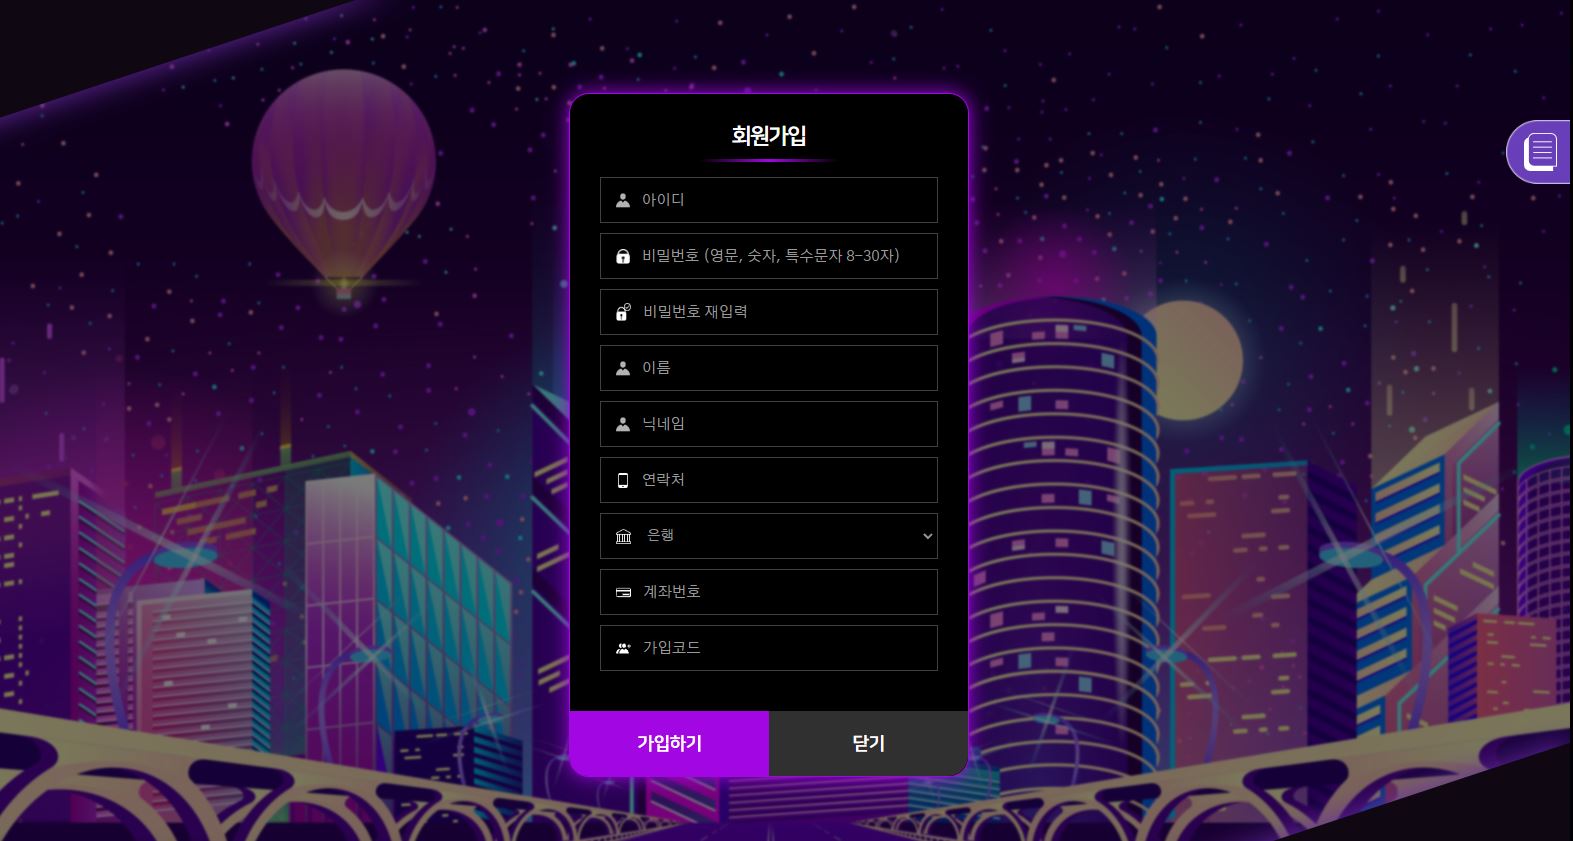 회원가입
아이디
비밀번호 (영문, 숫자, 특수문자 8-30자)
비밀번호 재입력
이름
닉네임
연락처
은행
계좌번호
가입코드
가입하기
닫기